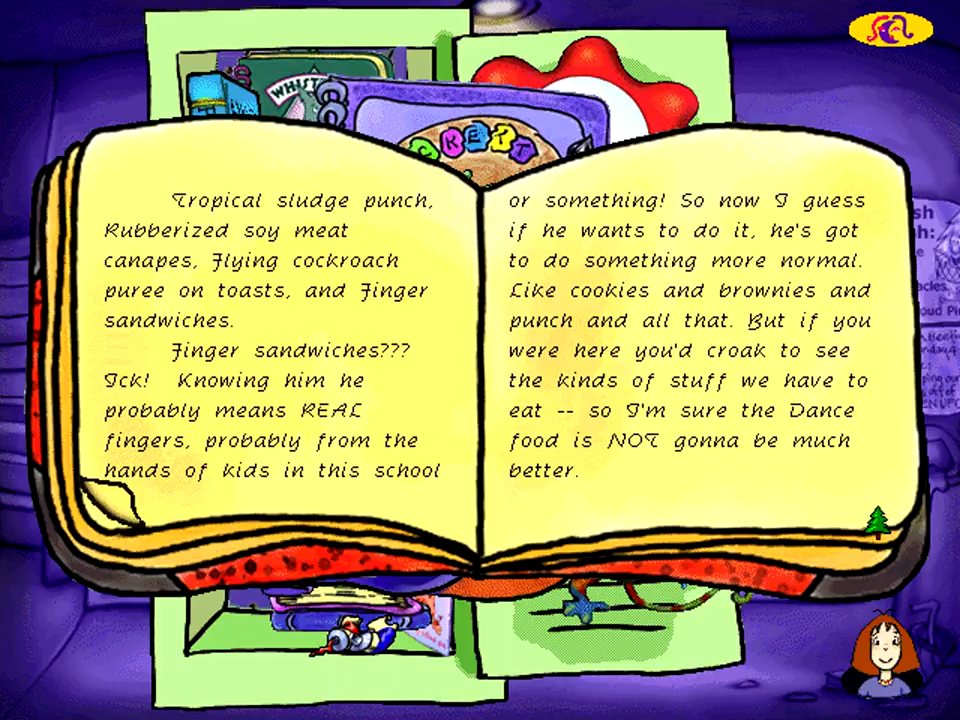 WHIST
CKETT
Tropical sludge punch,
Rubberized soy meat
canapes, Flying cockroach
puree on toasts, and Finger
sandwiches.
Finger sandwiches???
Ick! Knowing him he
probably means REAL
fingers, probably from the
hands of kids in this school
or something! So now I guess
if he wants to do it, he's got
to do something more normal.
Like cookies and brownies and
punch and all that. But if you
were here you'd croak to see
the kinds of stuff we have to
eat -- so I'm sure the Dance
food is NOT gonna be much
better.